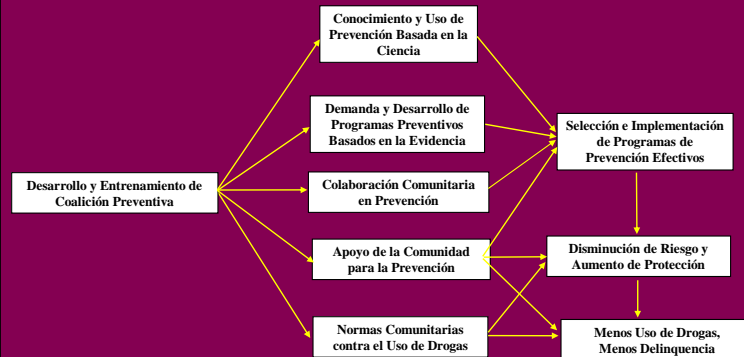 Conocimiento y Uso de
Prevención Basada en la
Ciencia
Demanda y Desarrollo de
Programas Preventivos
Basados en la Evidencia
Selección e Implementación
de Programas de
Prevención Efectivos
Desarrollo y Entrenamiento de
Coalición Preventiva
Colaboración Comunitaria
en Prevención
Apoyo de la Comunidad
para la Prevención
Disminución de Riesgo y
Aumento de Protección
Normas Comunitarias
contra el Uso de Drogas
Menos Uso de Drogas,
Menos Delincuencia